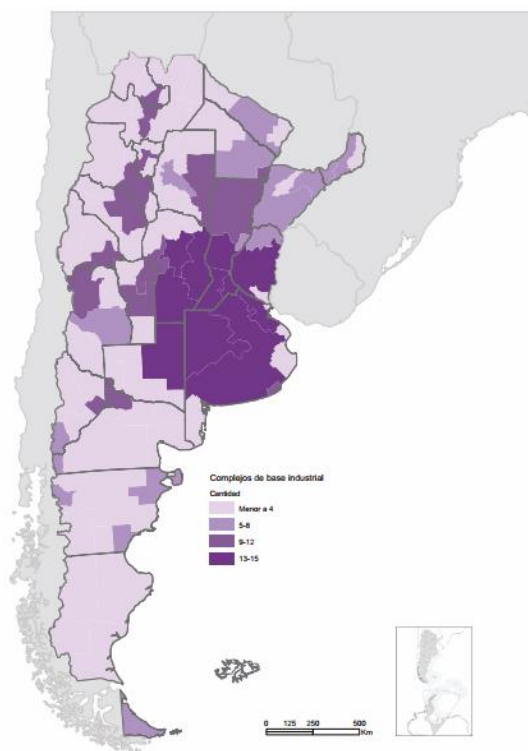 Complejos de base industrial
Cantidad
Menor a 4
5-8
9-12
13-15
0 125 250 500
Km